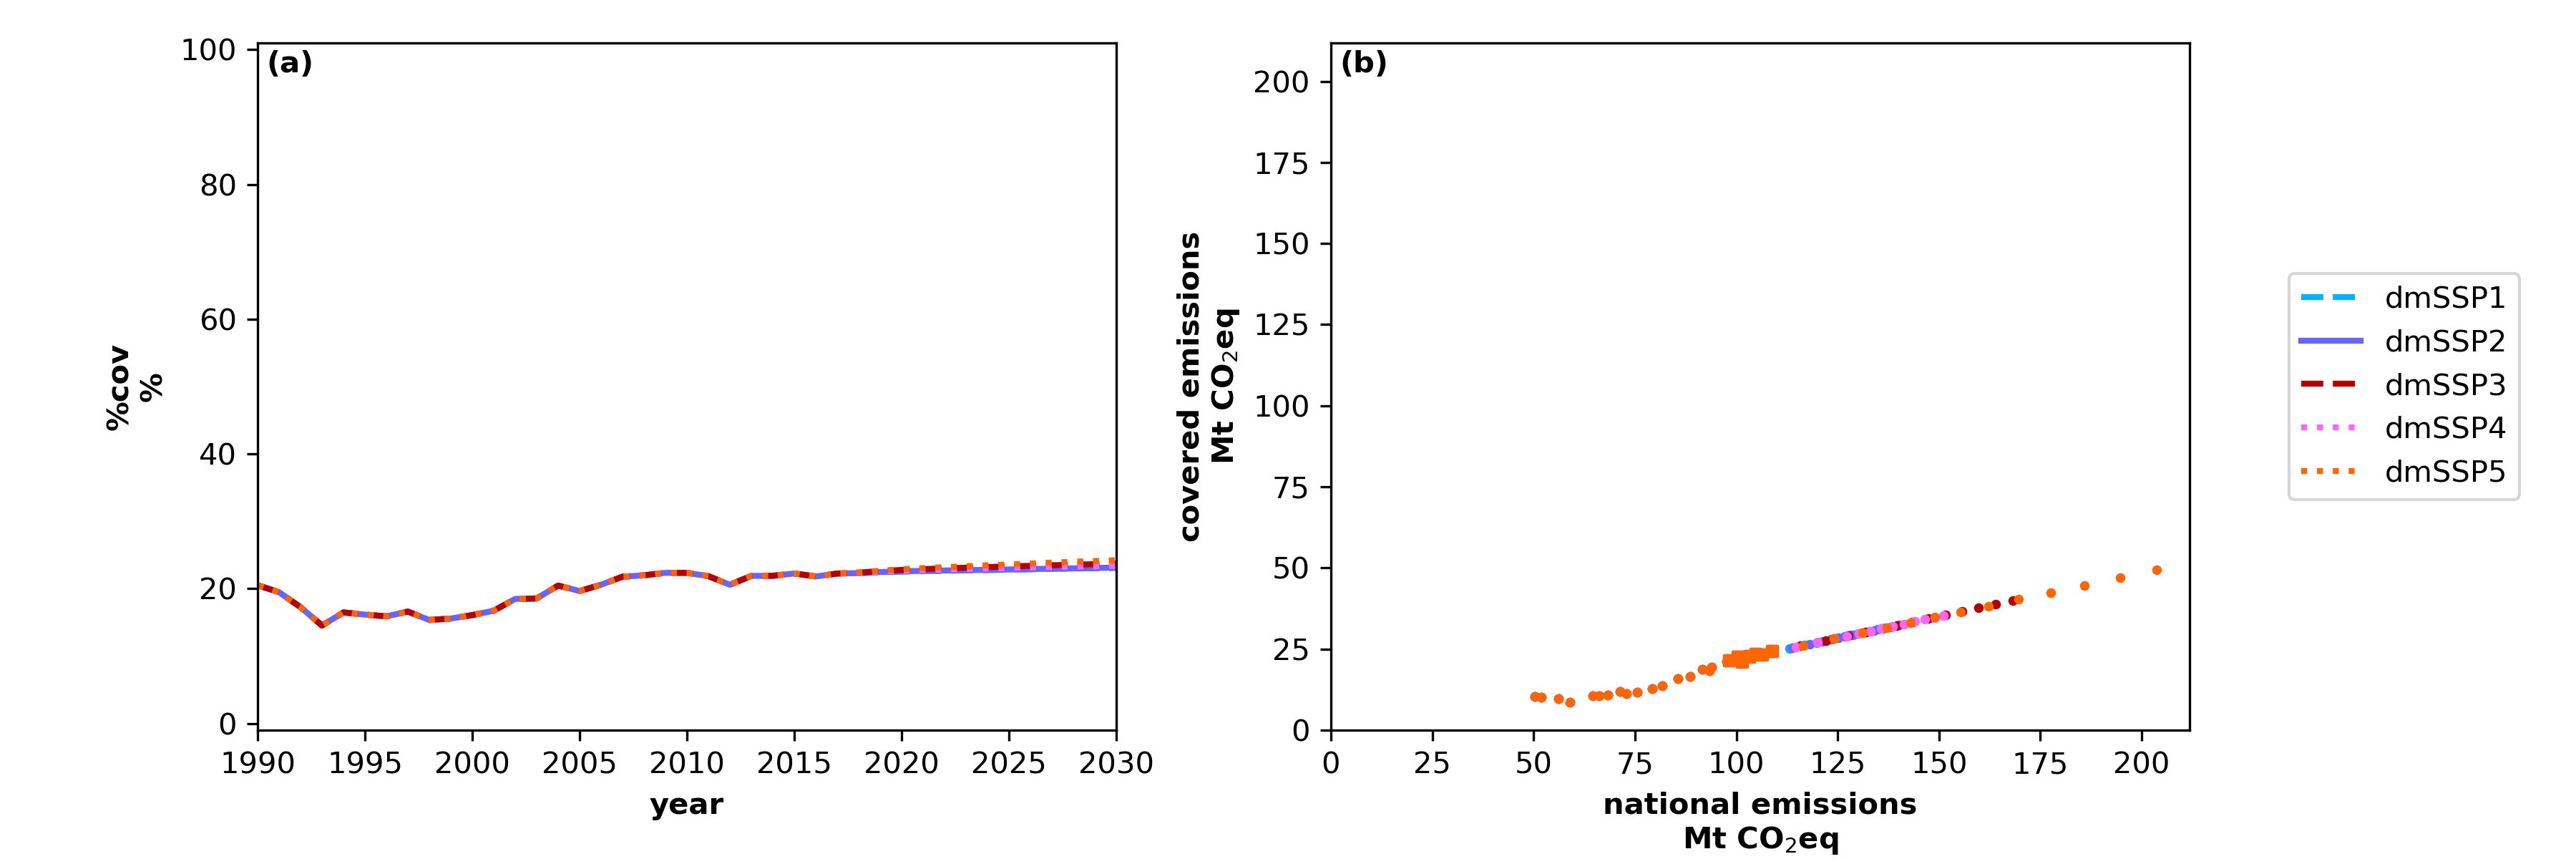 (a)
100
80
60
40
20
0
%cov
%
1990 1995 2000 2005 2010 2015 2020 2025 2030
year
(b)
200
175
150
125
100
75
50
25
0
covered emissions
Mt CO₂eq
0 25 50 75 100 125 150 175 200
national emissions
Mt CO₂eq
dmSSP1
dmSSP2
dmSSP3
dmSSP4
dmSSP5